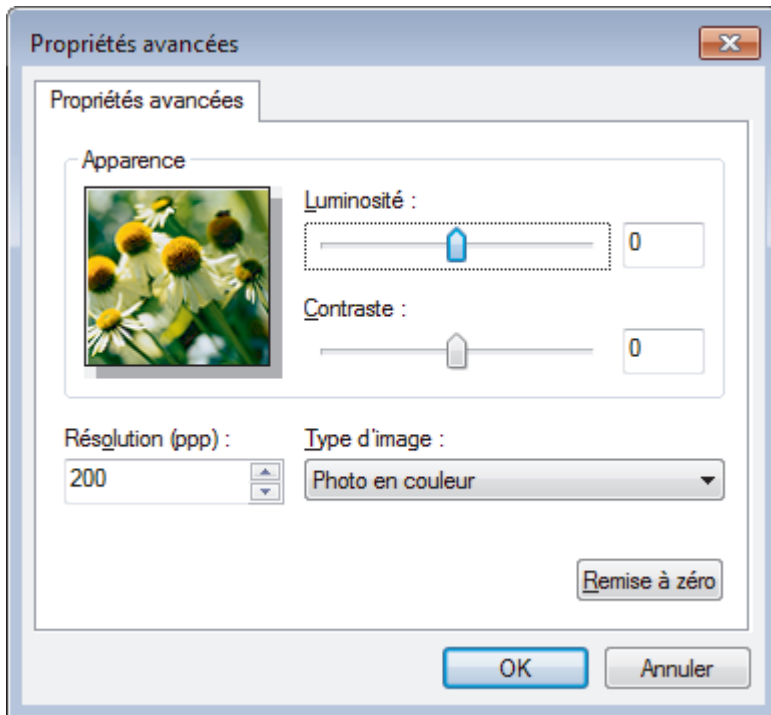 Propriétés avancées
Propriétés avancées
Apparence
Luminosité :
0
Contraste :
0
Résolution (ppp) :
Type d'image :
200
Photo en couleur
Remise à zéro
OK
Annuler